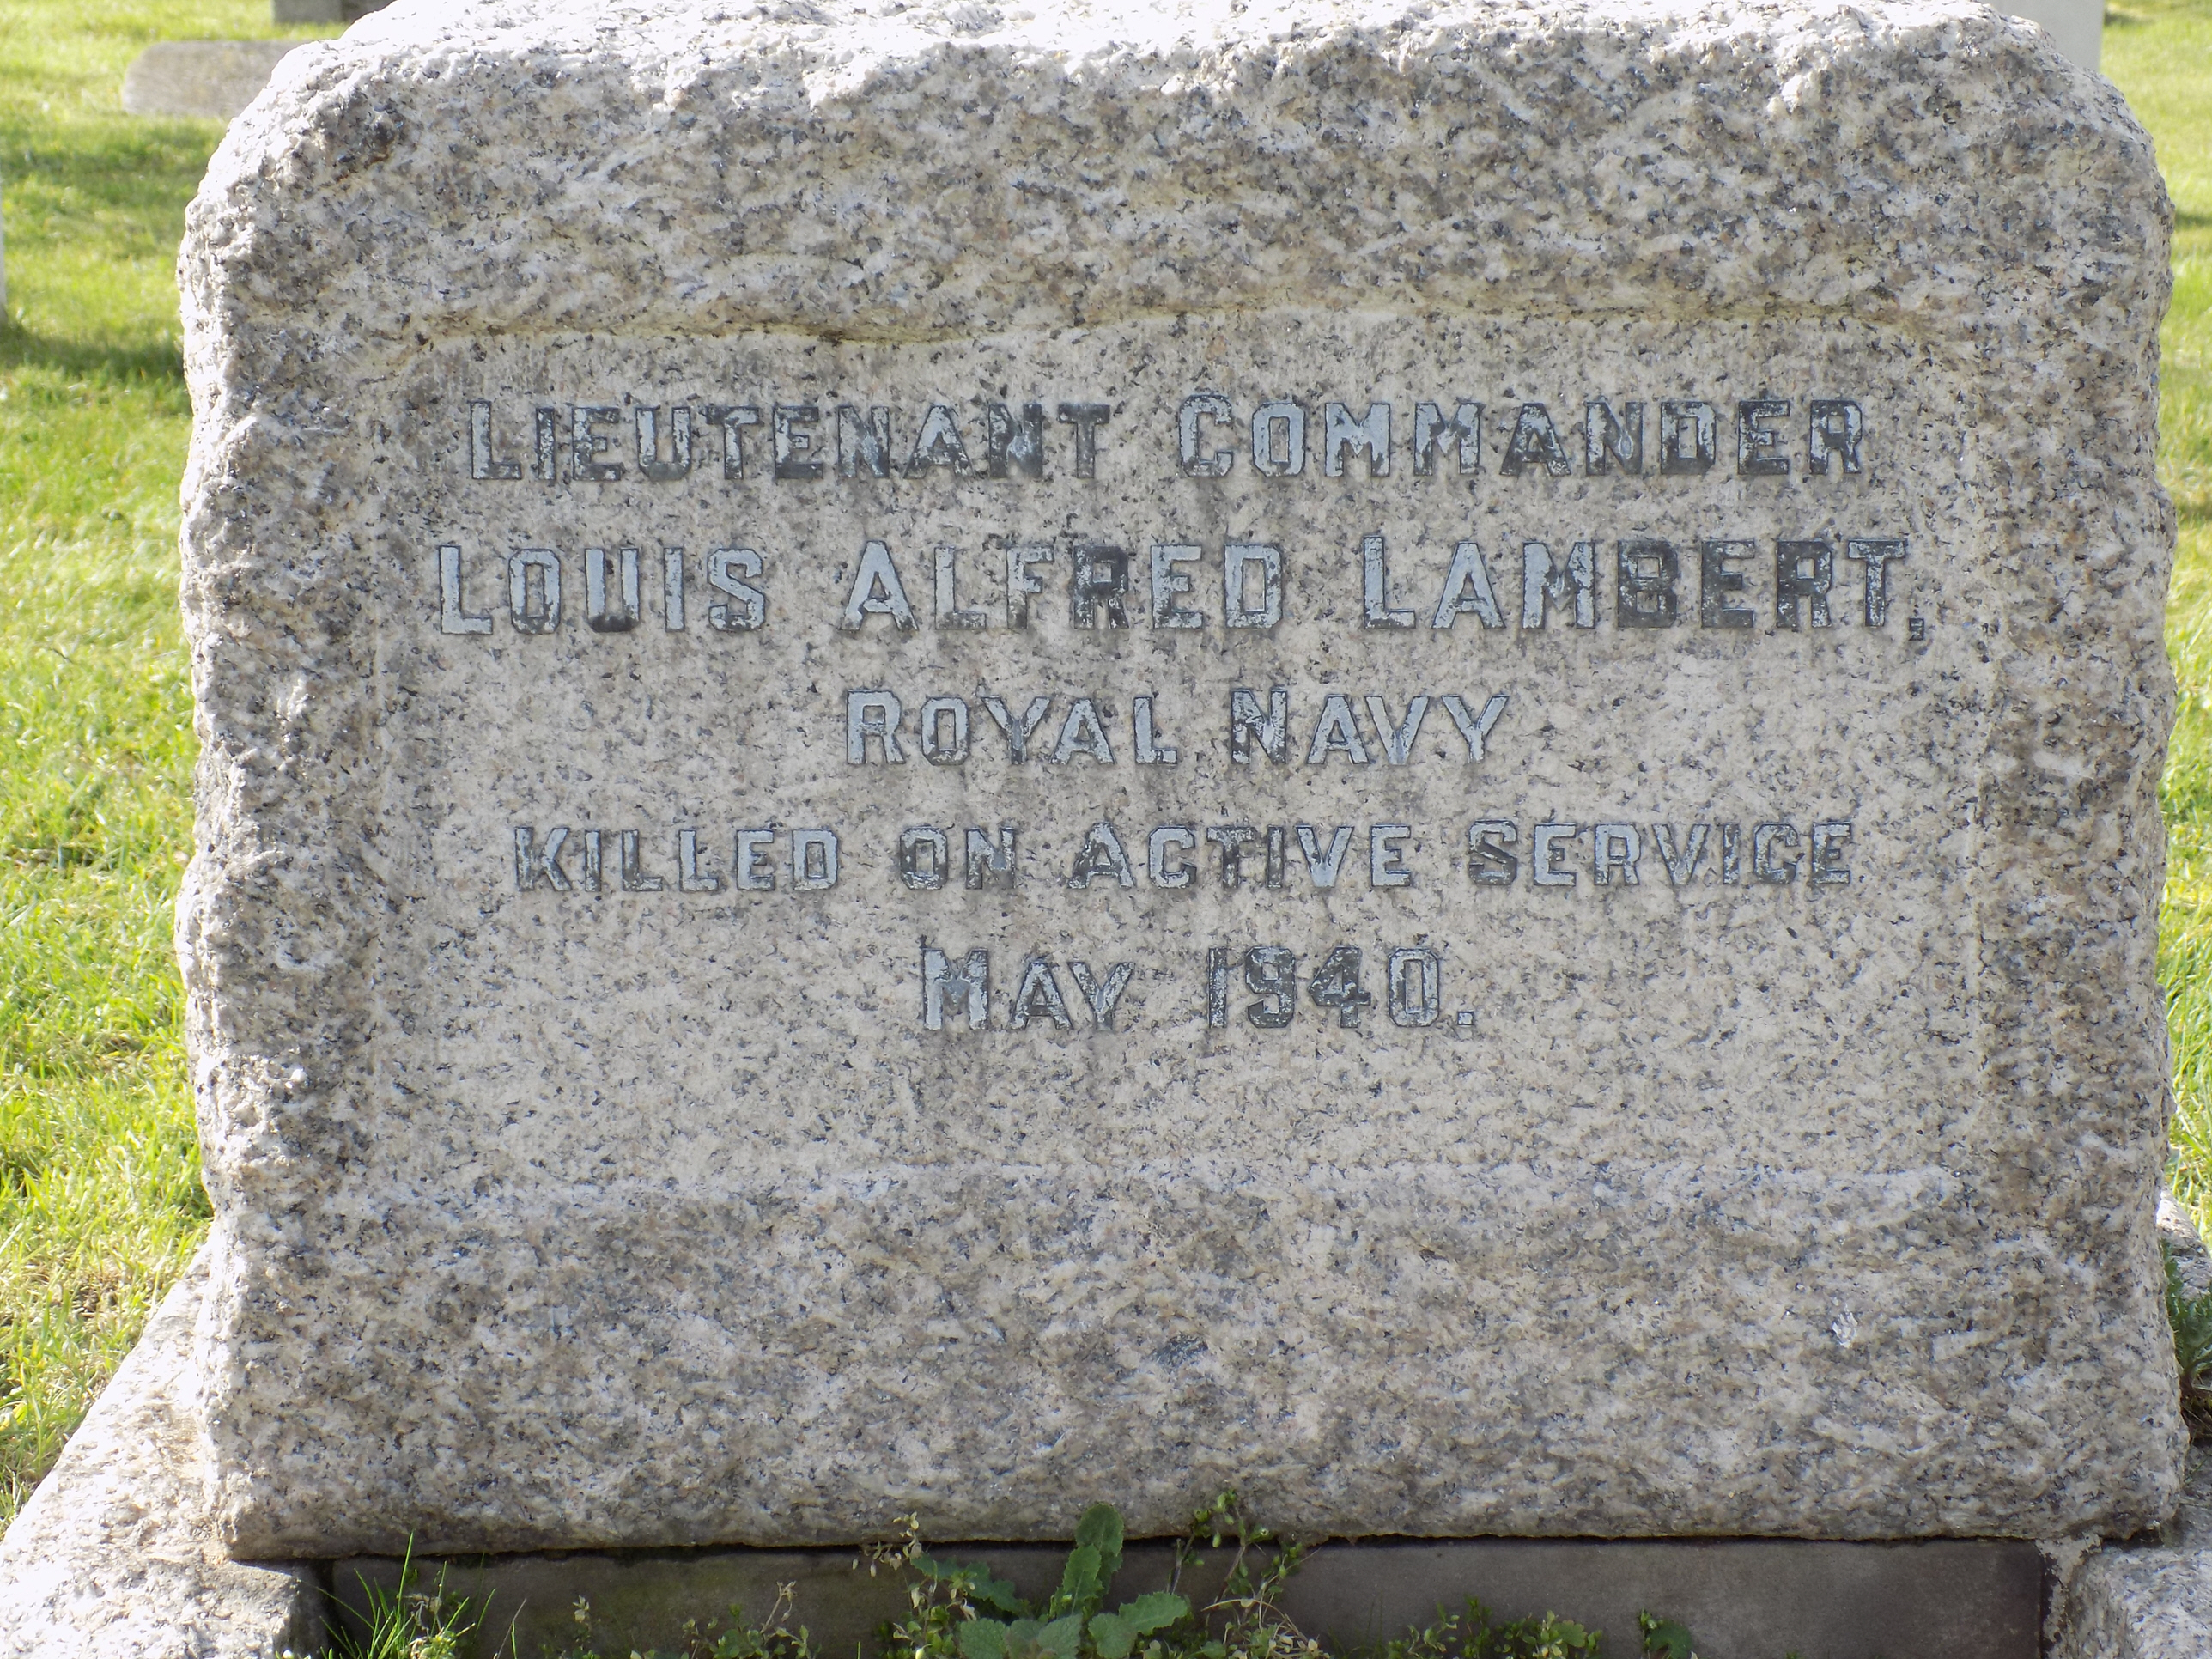 Lieutenant Commander
Louis Alfred Lambert,
Royal Navy
Killed on Active Service
May 1940.